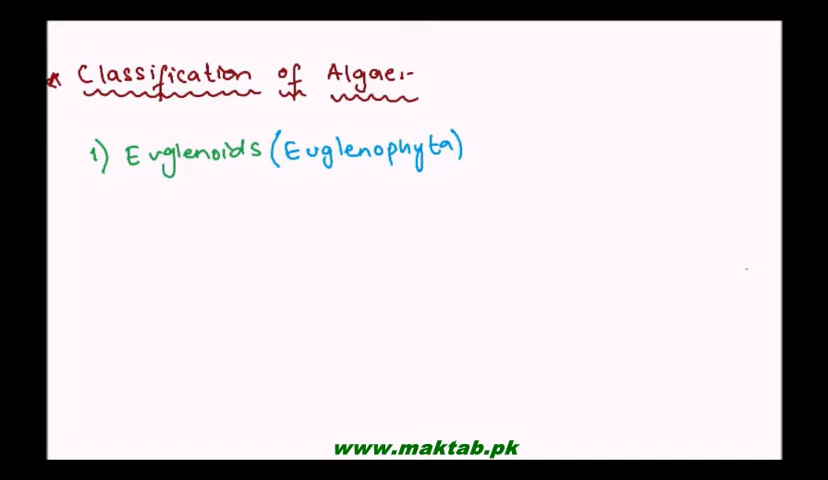 * Classification of Algae:-
1) Euglenoids (Euglenophyta)
www.maktab.pk